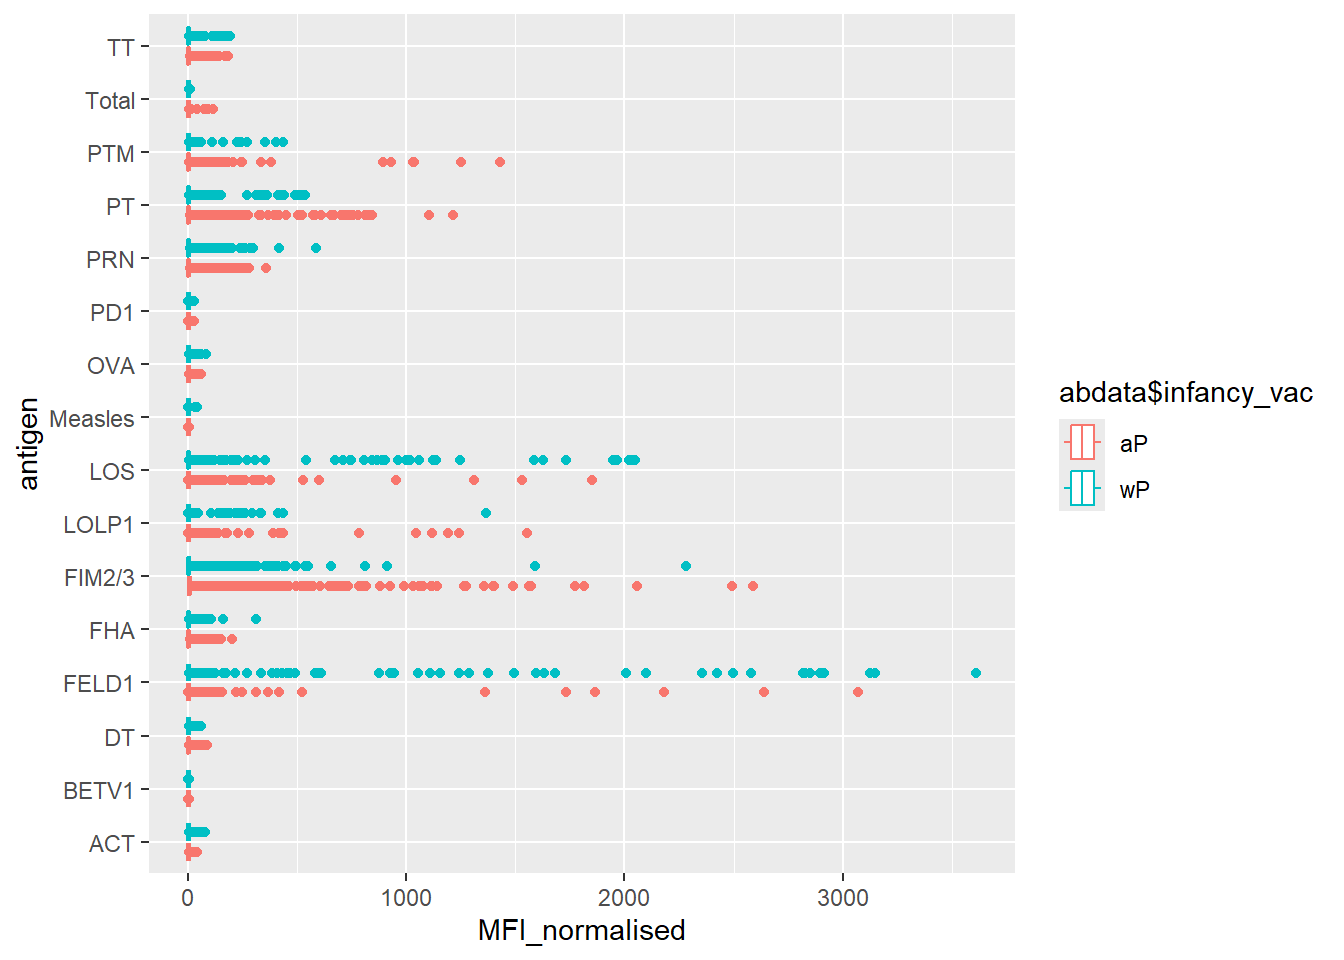 TT
Total
PTM
PT
PRN
PD1
OVA
Measles
LOS
LOLP1
FIM2/3
FHA
FELD1
DT
BETV1
ACT
antigen
0 1000 2000 3000
MFI_normalised
abdata$infancy_vac
aP
wP